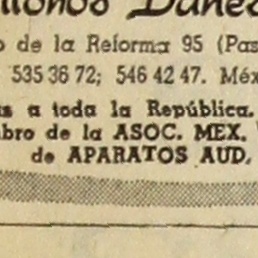 de la Reforma 95 (Pas
535 36 72; 546 42 47. Méx
a toda la República.
bro de la ASOC. MEX.
de APARATOS AUD.